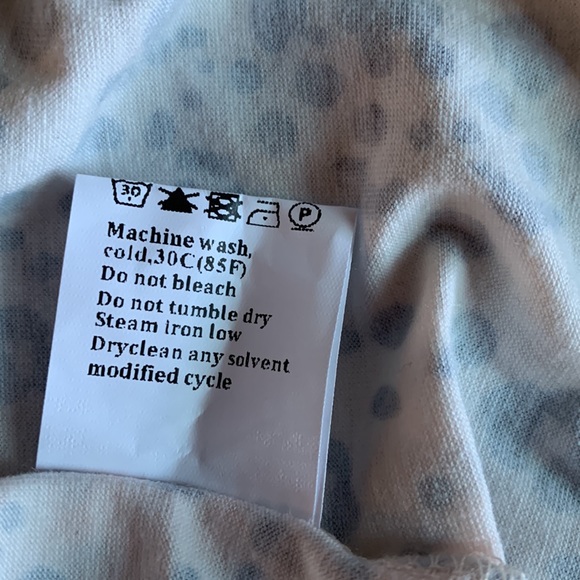 30 P
Machine wash,
cold,30C(85F)
Do not bleach
Do not tumble dry
Steam iron low
Dryclean any solvent
modified cycle